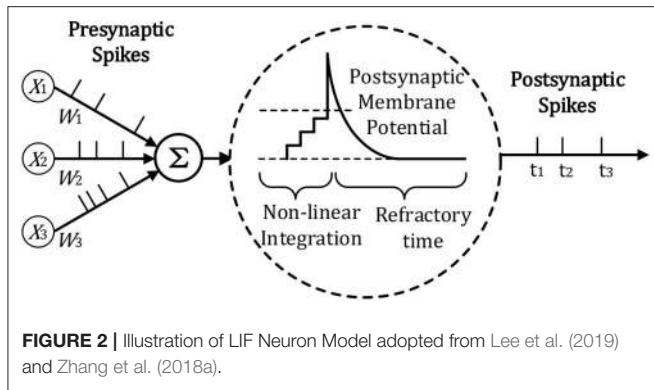 Presynaptic
Spikes
X1
W1
X2
W2
X3
W3
Σ
Postsynaptic
Membrane
Potential
Non-linear
Integration
Refractory
time
Postsynaptic
Spikes
t1 t2 t3
FIGURE 2 | Illustration of LIF Neuron Model adopted from Lee et al. (2019)
and Zhang et al. (2018a).